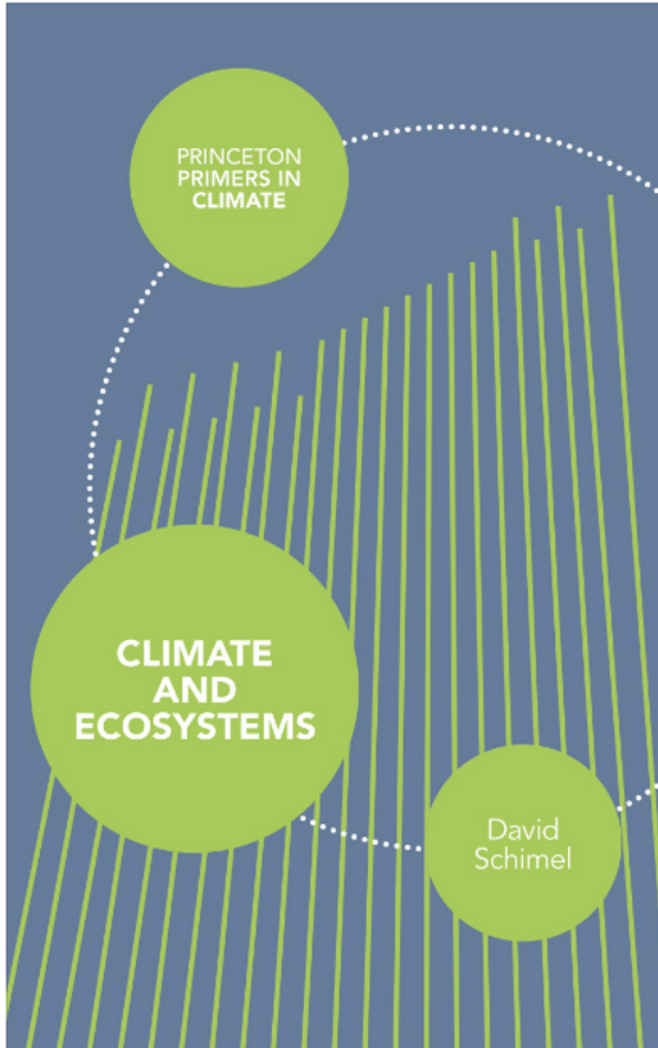 PRINCETON
PRIMERS IN
CLIMATE
CLIMATE
AND
ECOSYSTEMS
David
Schimel